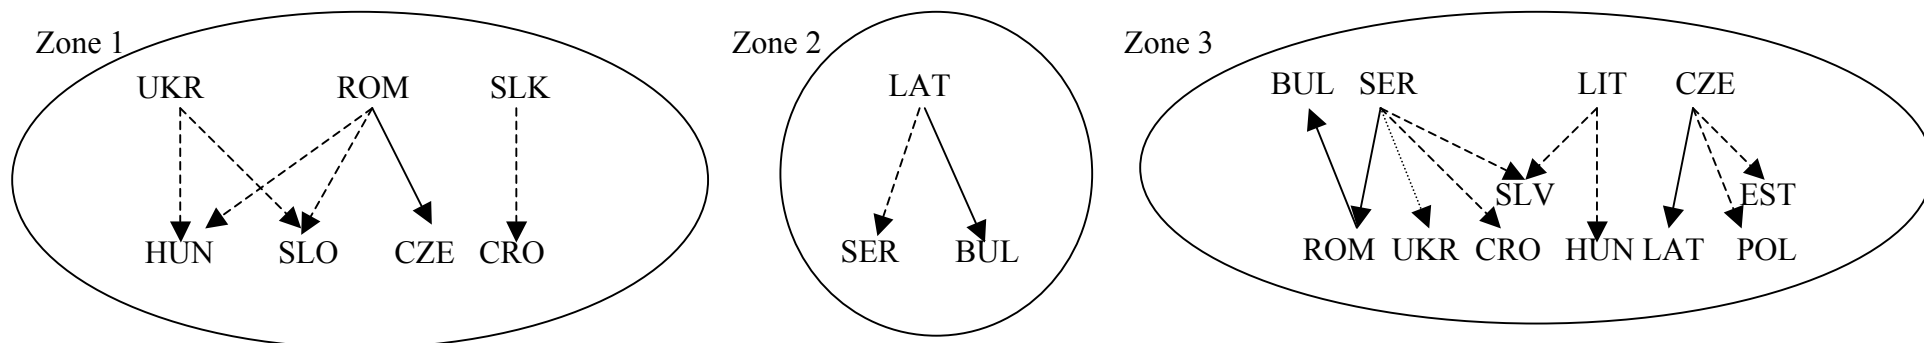 Zone 1
UKR ROM SLK
HUN SLO CZE CRO
Zone 2
LAT
SER BUL
Zone 3
BUL SER LIT CZE
SLV EST
ROM UKR CRO HUN LAT POL